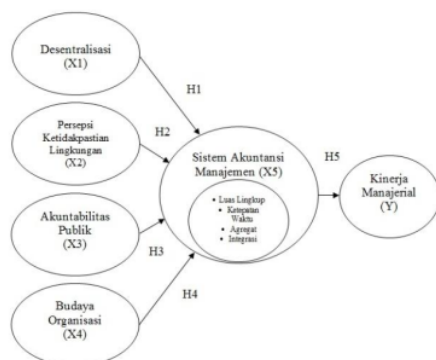 Desentralisasi
(X1)
H1
Persepsi
Ketidakpastian
Lingkungan
(X2)
H2
Sistem Akuntansi
Manajemen (X5)
• Luas Lingkup
• Ketepatan
Waktu
• Agregat
• Integrasi
H5
Kinerja
Manajerial
(Y)
Akuntabilitas
Publik
(X3)
H3
H4
Budaya
Organisasi
(X4)